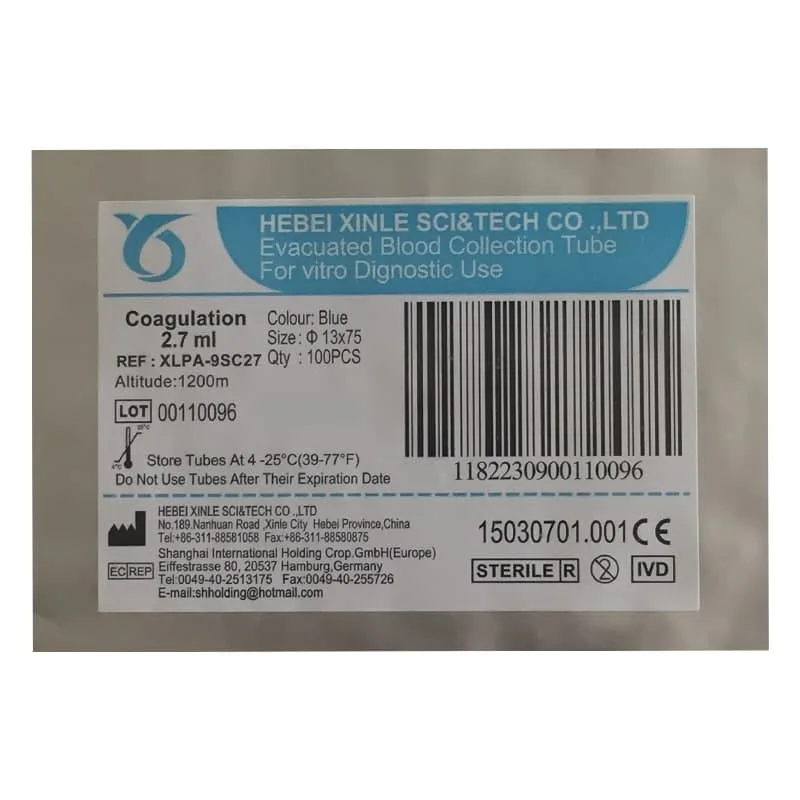 HEBEI XINLE SCI&TECH CO .,LTD
Evacuated Blood Collection Tube
For vitro Dignostic Use
Coagulation
2.7 ml
REF : XLPA-9SC27
Altitude:1200m
Colour: Blue
Size: Φ 13x75
Qty : 100PCS
LOT 00110096
25°C
4°C
Store Tubes At 4 -25°C(39-77°F)
Do Not Use Tubes After Their Expiration Date
1182230900110096
HEBEI XINLE SCI&TECH CO .,LTD
No.189.Nanhuan Road ,Xinle City Hebei Province,China
Tel:+86-311-88581058 Fax:+86-311-88580875
Shanghai International Holding Crop.GmbH(Europe)
EC REP
Eiffestrasse 80, 20537 Hamburg,Germany
Tel:0049-40-2513175 Fax:0049-40-255726
E-mail:shholding@hotmail.com
15030701.001 CE
STERILE R 2 IVD